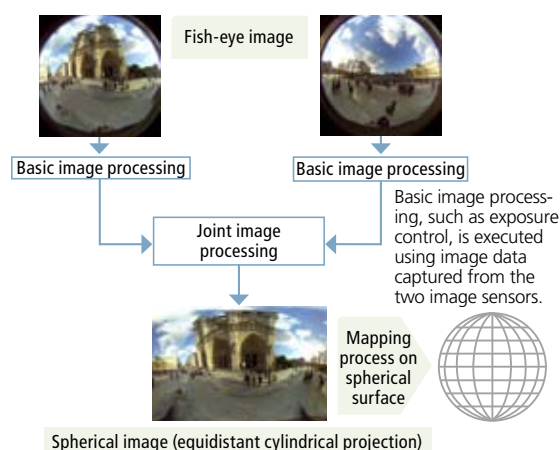 Fish-eye image
Basic image processing
Basic image processing
Basic image process-
ing, such as exposure
control, is executed
using image data
captured from the
two image sensors.
Joint image
processing
Mapping
process on
spherical
surface
Spherical image (equidistant cylindrical projection)